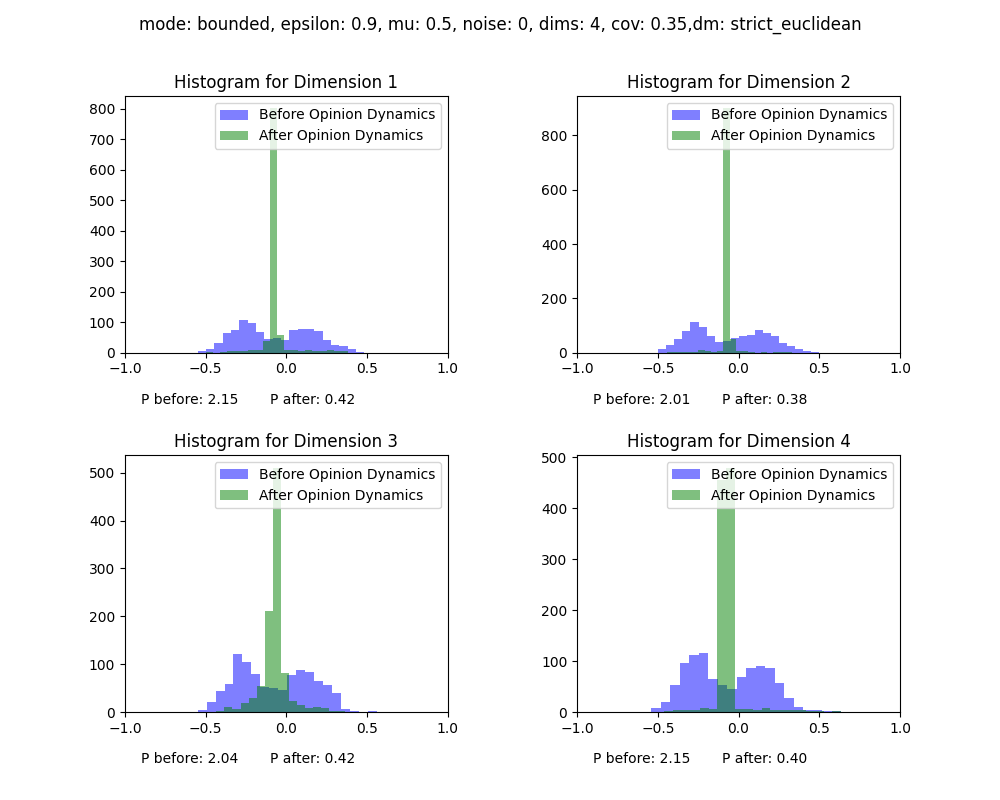 mode: bounded, epsilon: 0.9, mu: 0.5, noise: 0, dims: 4, cov: 0.35,dm: strict_euclidean
Histogram for Dimension 1
Before Opinion Dynamics
After Opinion Dynamics
800
700
600
500
400
300
200
100
0
−1.0 −0.5 0.0 0.5 1.0
P before: 2.15 P after: 0.42
Histogram for Dimension 2
Before Opinion Dynamics
After Opinion Dynamics
800
600
400
200
0
−1.0 −0.5 0.0 0.5 1.0
P before: 2.01 P after: 0.38
Histogram for Dimension 3
Before Opinion Dynamics
After Opinion Dynamics
500
400
300
200
100
0
−1.0 −0.5 0.0 0.5 1.0
P before: 2.04 P after: 0.42
Histogram for Dimension 4
Before Opinion Dynamics
After Opinion Dynamics
500
400
300
200
100
0
−1.0 −0.5 0.0 0.5 1.0
P before: 2.15 P after: 0.40